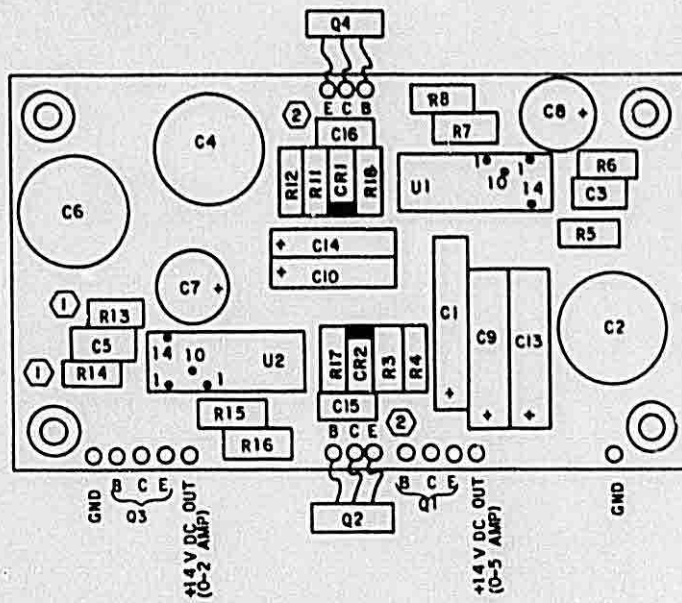 Q4
E C B
2
C16
R8
R7
C8 +
C4
R12 R11 CR1 R18
U1 1 1 10 14
R6
C3
R5
C6
+ C14
+ C10
C7 +
C1 +
C9 +
C13 +
C2
1 R13
C5
1 R14
14 10 1 1 U2
R17 CR2 R3 R4
C15
R15
R16
B C E 2
GND B C E
Q3
+14 V DC OUT
(0-2 AMP)
Q2
B C E
Q1
+14 V DC OUT
(0-5 AMP)
GND